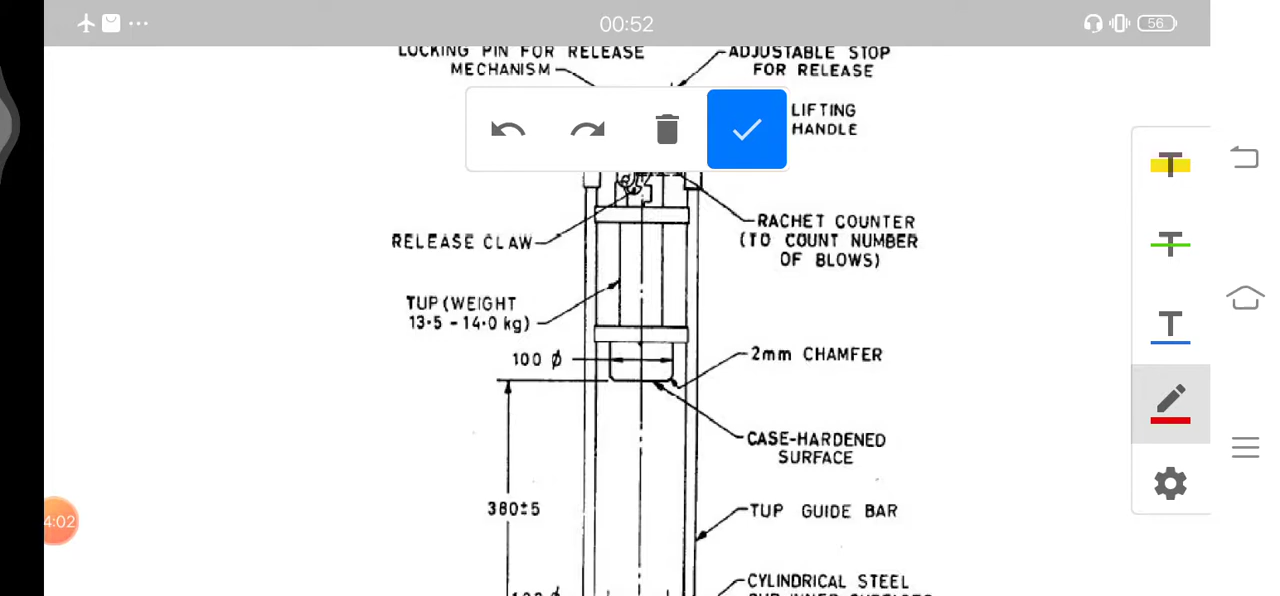 00:52
56
LOCKING PIN FOR RELEASE
MECHANISM
ADJUSTABLE STOP
FOR RELEASE
LIFTING
HANDLE
RELEASE CLAW
RACHET COUNTER
(TO COUNT NUMBER
OF BLOWS)
TUP (WEIGHT
13·5 - 14·0 kg)
100 ϕ
2mm CHAMFER
CASE-HARDENED
SURFACE
380±5
TUP GUIDE BAR
CYLINDRICAL STEEL
4:02
T
T
T